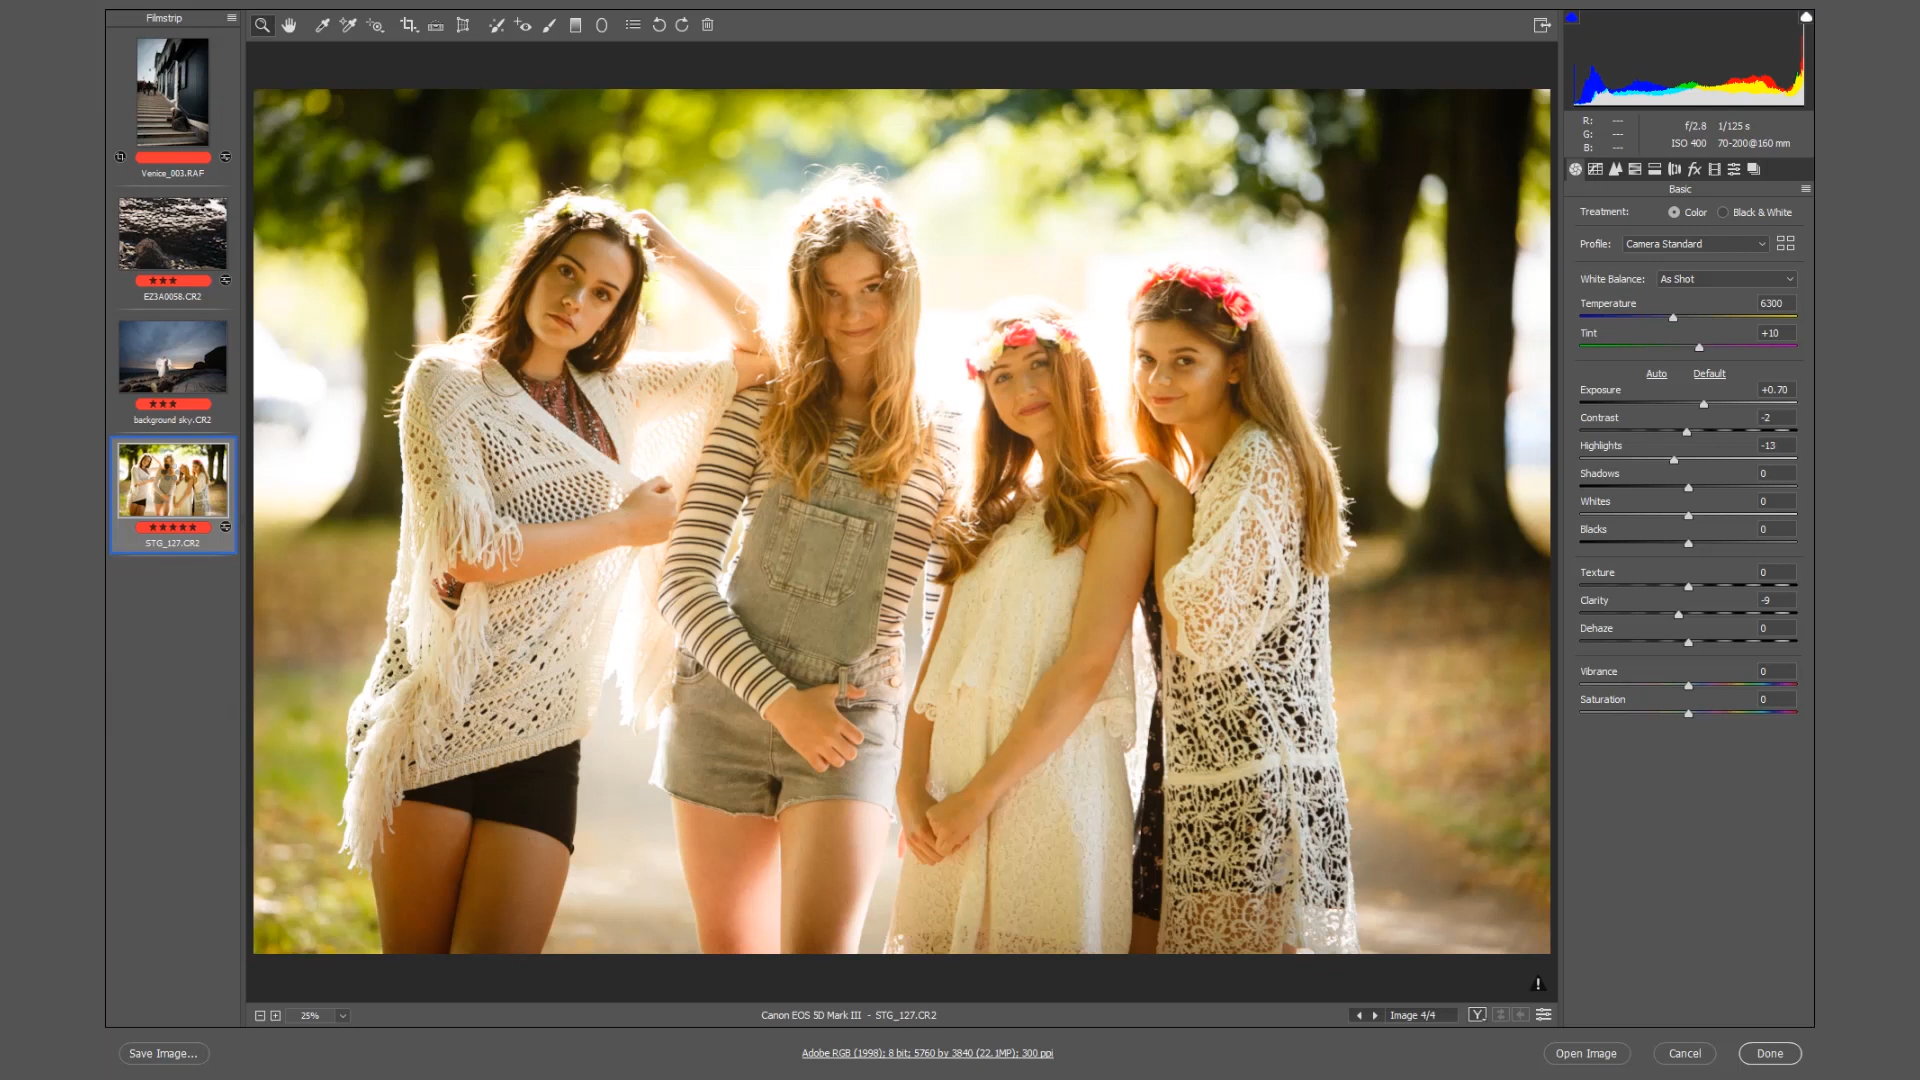 Filmstrip
Venice_003.RAF
EZ3A0058.CR2
background sky.CR2
STG_127.CR2
R: ---
G: ---
B: ---
f/2.8 1/125 s
ISO 400 70-200@160 mm
fx
Basic
Treatment: Color Black & White
Profile: Camera Standard
White Balance: As Shot
Temperature 6300
Tint +10
Auto Default
Exposure +0.70
Contrast -2
Highlights -13
Shadows 0
Whites 0
Blacks 0
Texture 0
Clarity -9
Dehaze 0
Vibrance 0
Saturation 0
25%
Canon EOS 5D Mark III - STG_127.CR2
Image 4/4
Y
Save Image...
Adobe RGB (1998); 8 bit; 5760 by 3840 (22.1MP); 300 ppi
Open Image
Cancel
Done